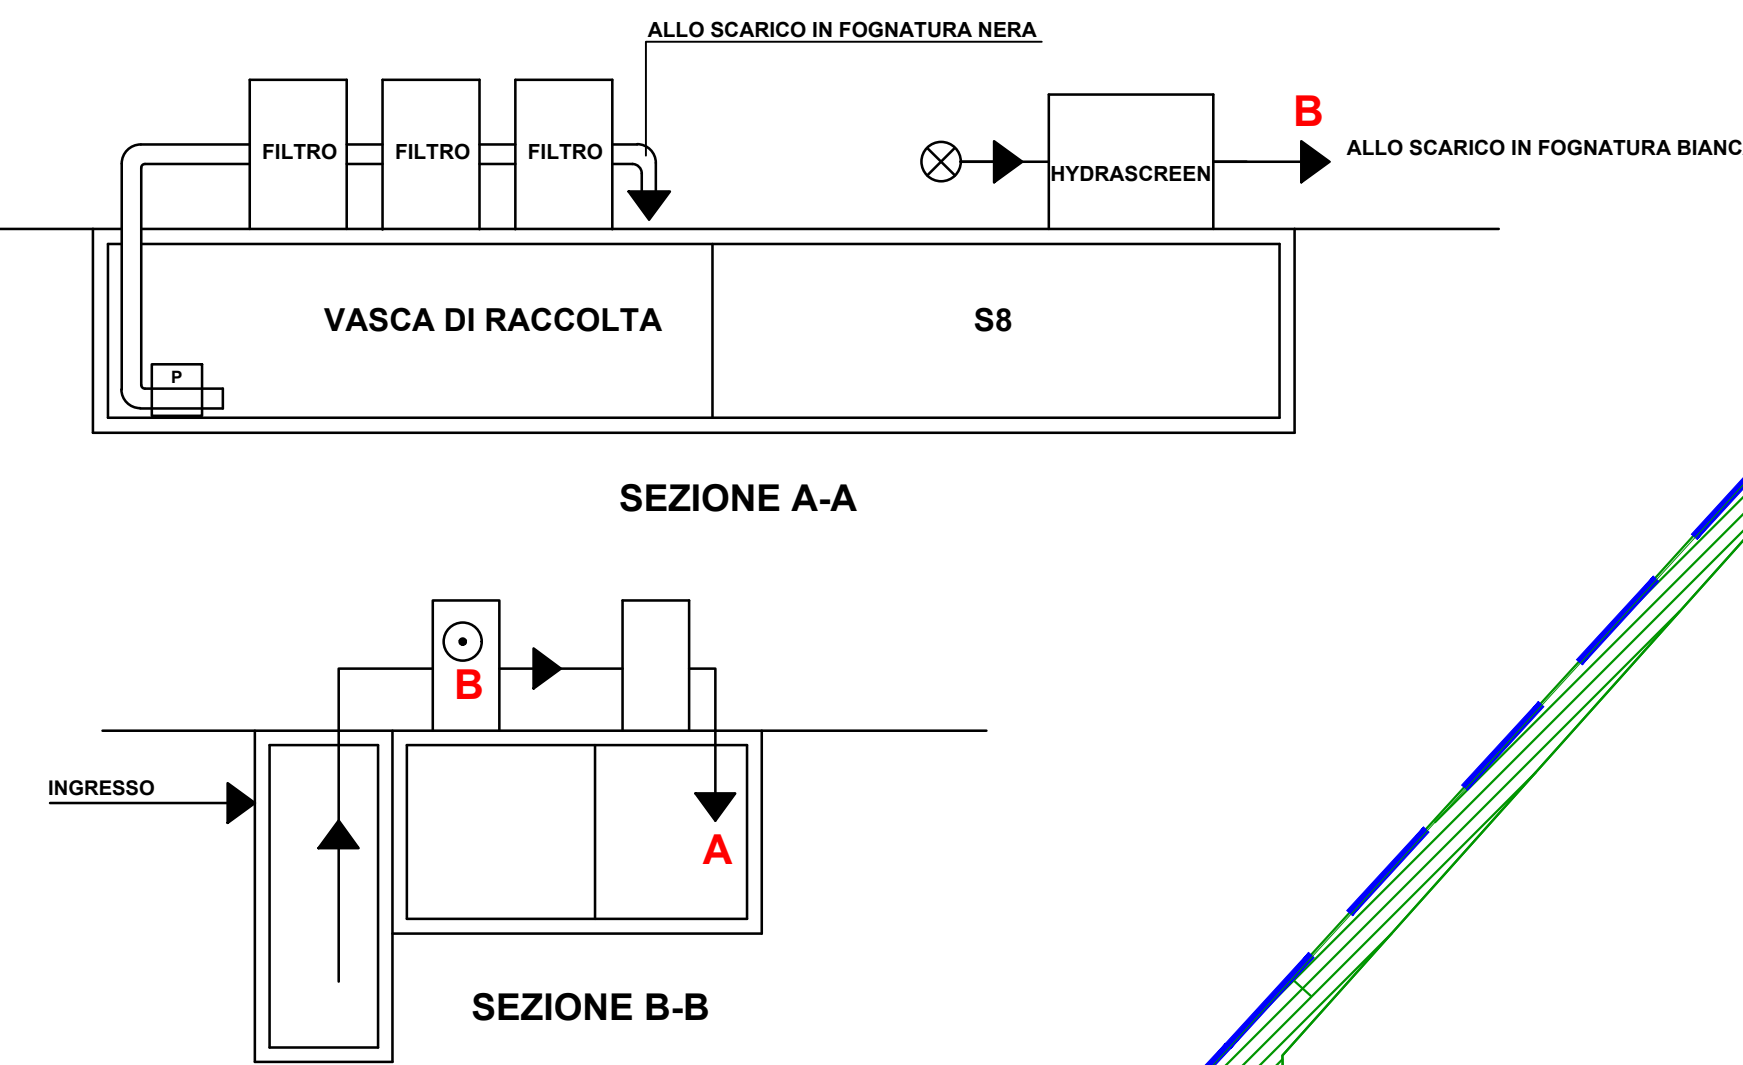 ALLO SCARICO IN FOGNATURA NERA
B
ALLO SCARICO IN FOGNATURA BIANC
FILTRO
FILTRO
FILTRO
HYDRASCREEN
VASCA DI RACCOLTA
S8
P
SEZIONE A-A
B
INGRESSO
A
SEZIONE B-B